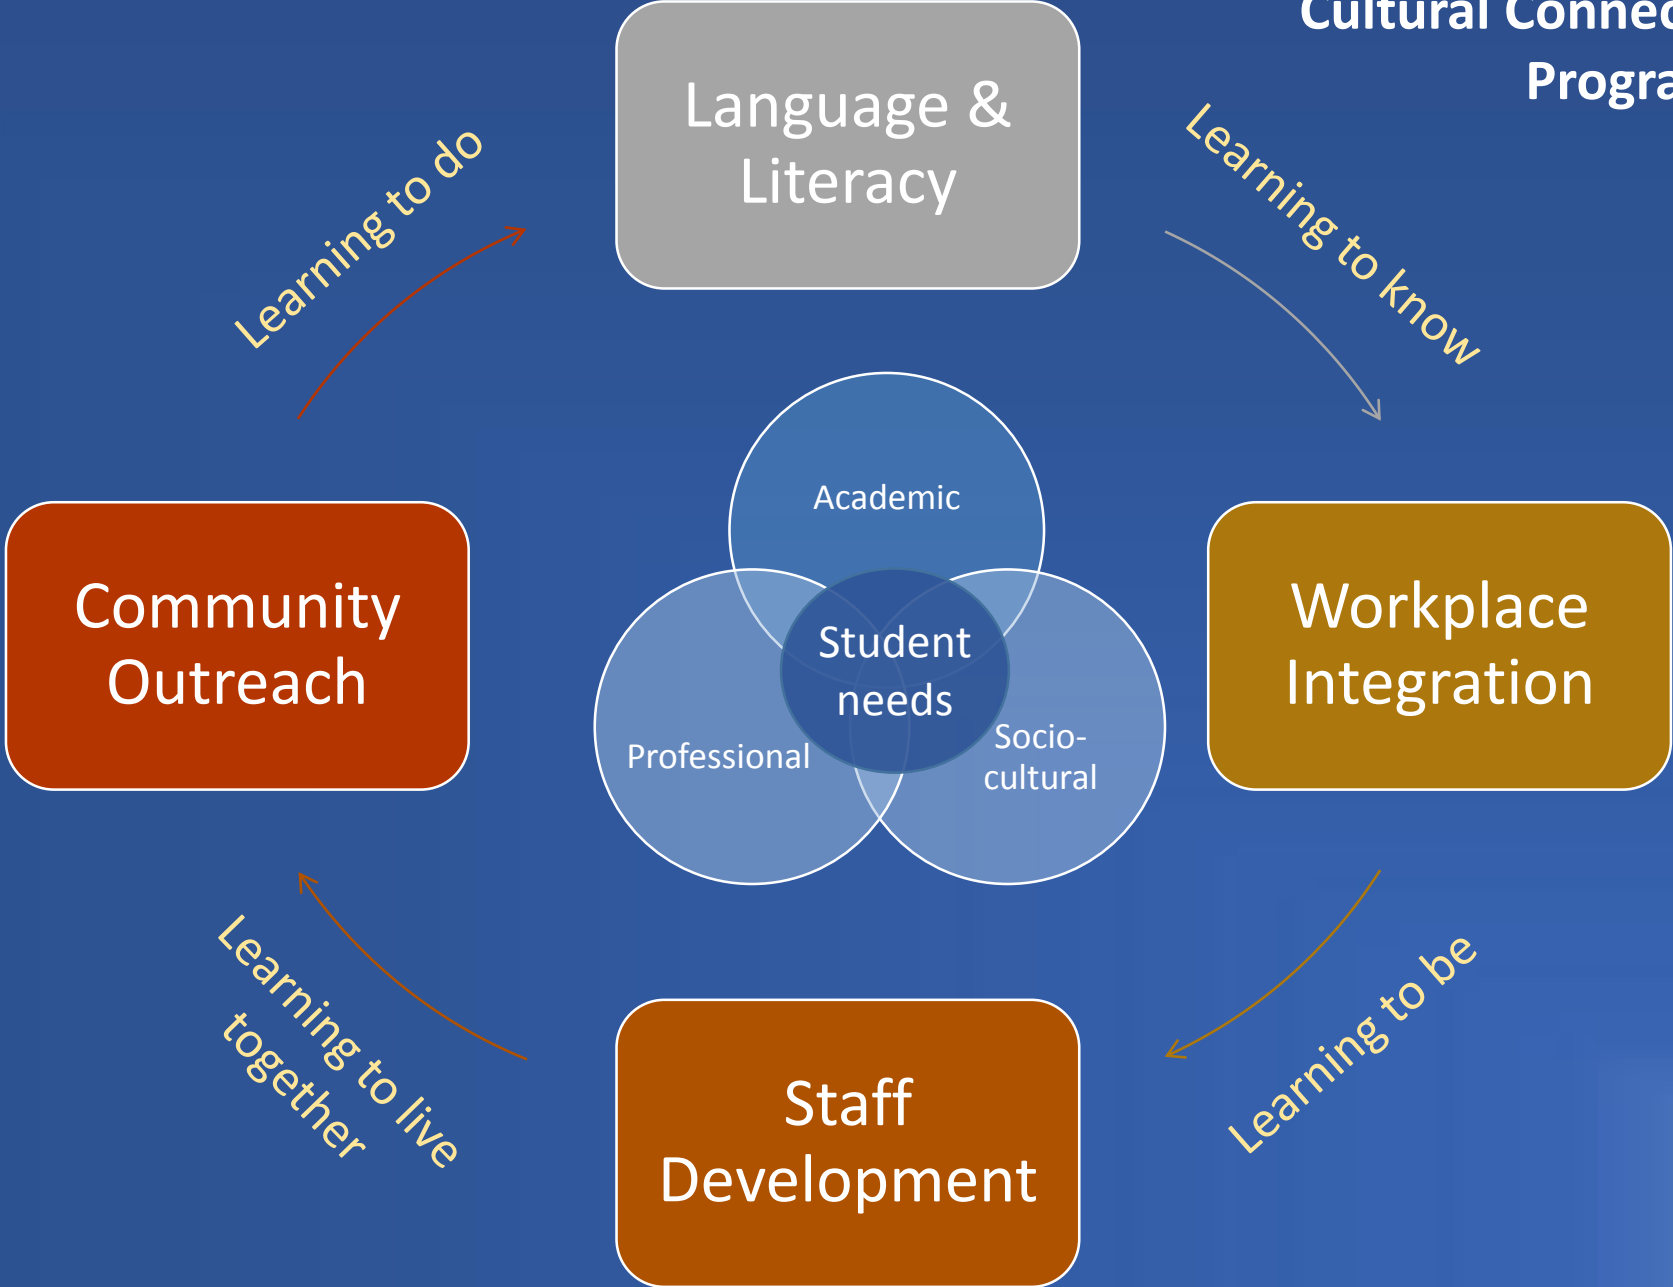 Cultural Connec
Progra
Language &
Literacy
Learning to do
Learning to know
Academic
Community
Outreach
Student
needs
Workplace
Integration
Professional
Socio-
cultural
Learning to live
together
Learning to be
Staff
Development